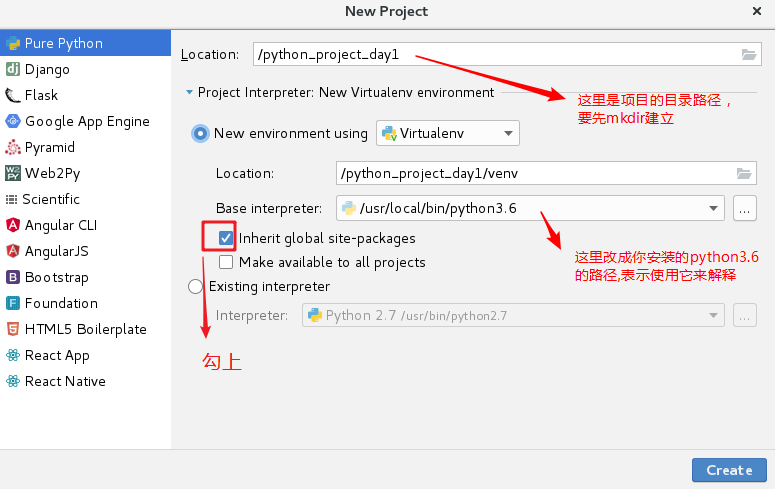 New Project
Pure Python
Django
Flask
Google App Engine
Pyramid
Web2Py
Scientific
Angular CLI
AngularJS
Bootstrap
Foundation
HTML5 Boilerplate
React App
React Native
Location: /python_project_day1
这里是项目的目录路径，
要先mkdir建立
Project Interpreter: New Virtualenv environment
New environment using Virtualenv
Location: /python_project_day1/venv
Base interpreter: /usr/local/bin/python3.6 ...
Inherit global site-packages
Make available to all projects
这里改成你安装的python3.6
的路径,表示使用它来解释
Existing interpreter
Interpreter: Python 2.7 /usr/bin/python2.7 ...
勾上
Create